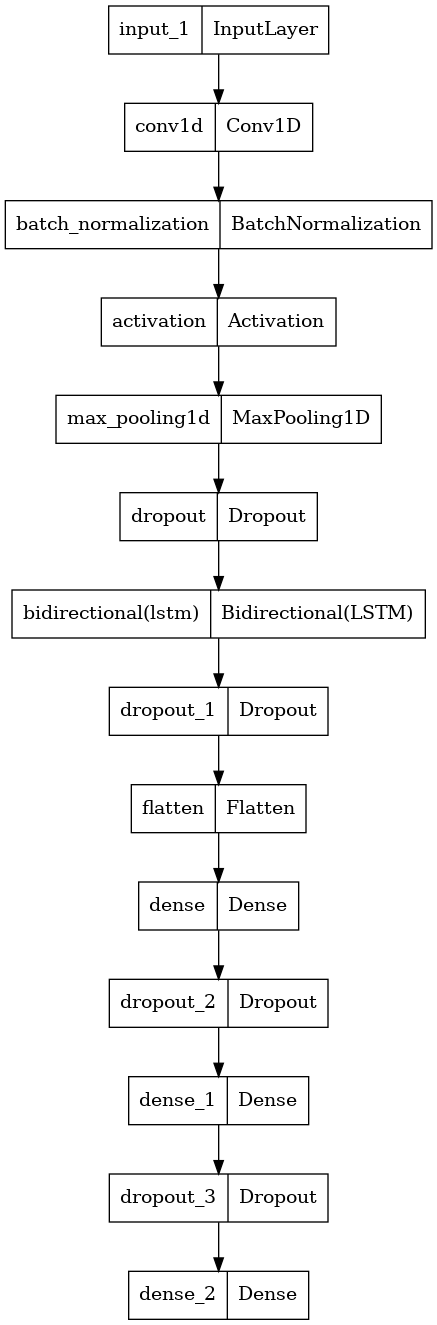 input_1 InputLayer
conv1d Conv1D
batch_normalization BatchNormalization
activation Activation
max_pooling1d MaxPooling1D
dropout Dropout
bidirectional(lstm) Bidirectional(LSTM)
dropout_1 Dropout
flatten Flatten
dense Dense
dropout_2 Dropout
dense_1 Dense
dropout_3 Dropout
dense_2 Dense